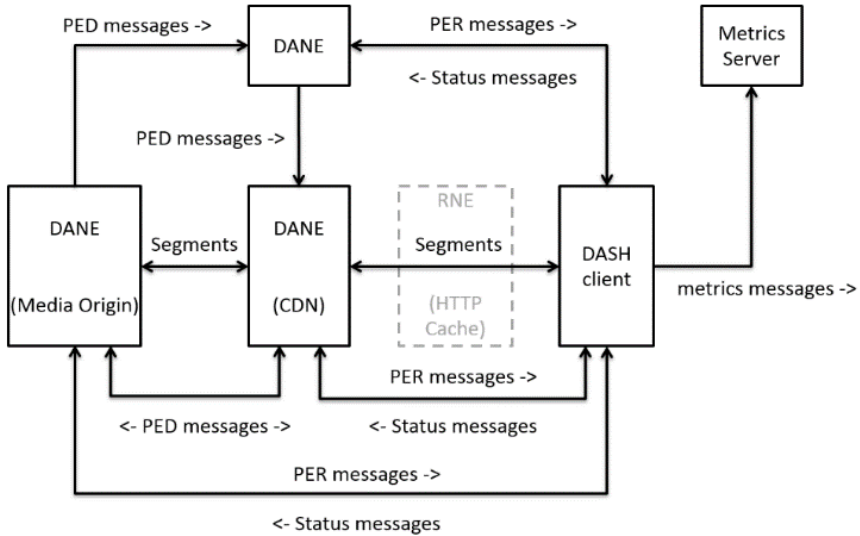 PED messages ->
DANE
PER messages ->
<- Status messages
Metrics
Server
PED messages ->
DANE
(Media Origin)
Segments
DANE
(CDN)
RNE
Segments
(HTTP
Cache)
DASH
client
metrics messages ->
<- PED messages ->
PER messages ->
<- Status messages
PER messages ->
<- Status messages